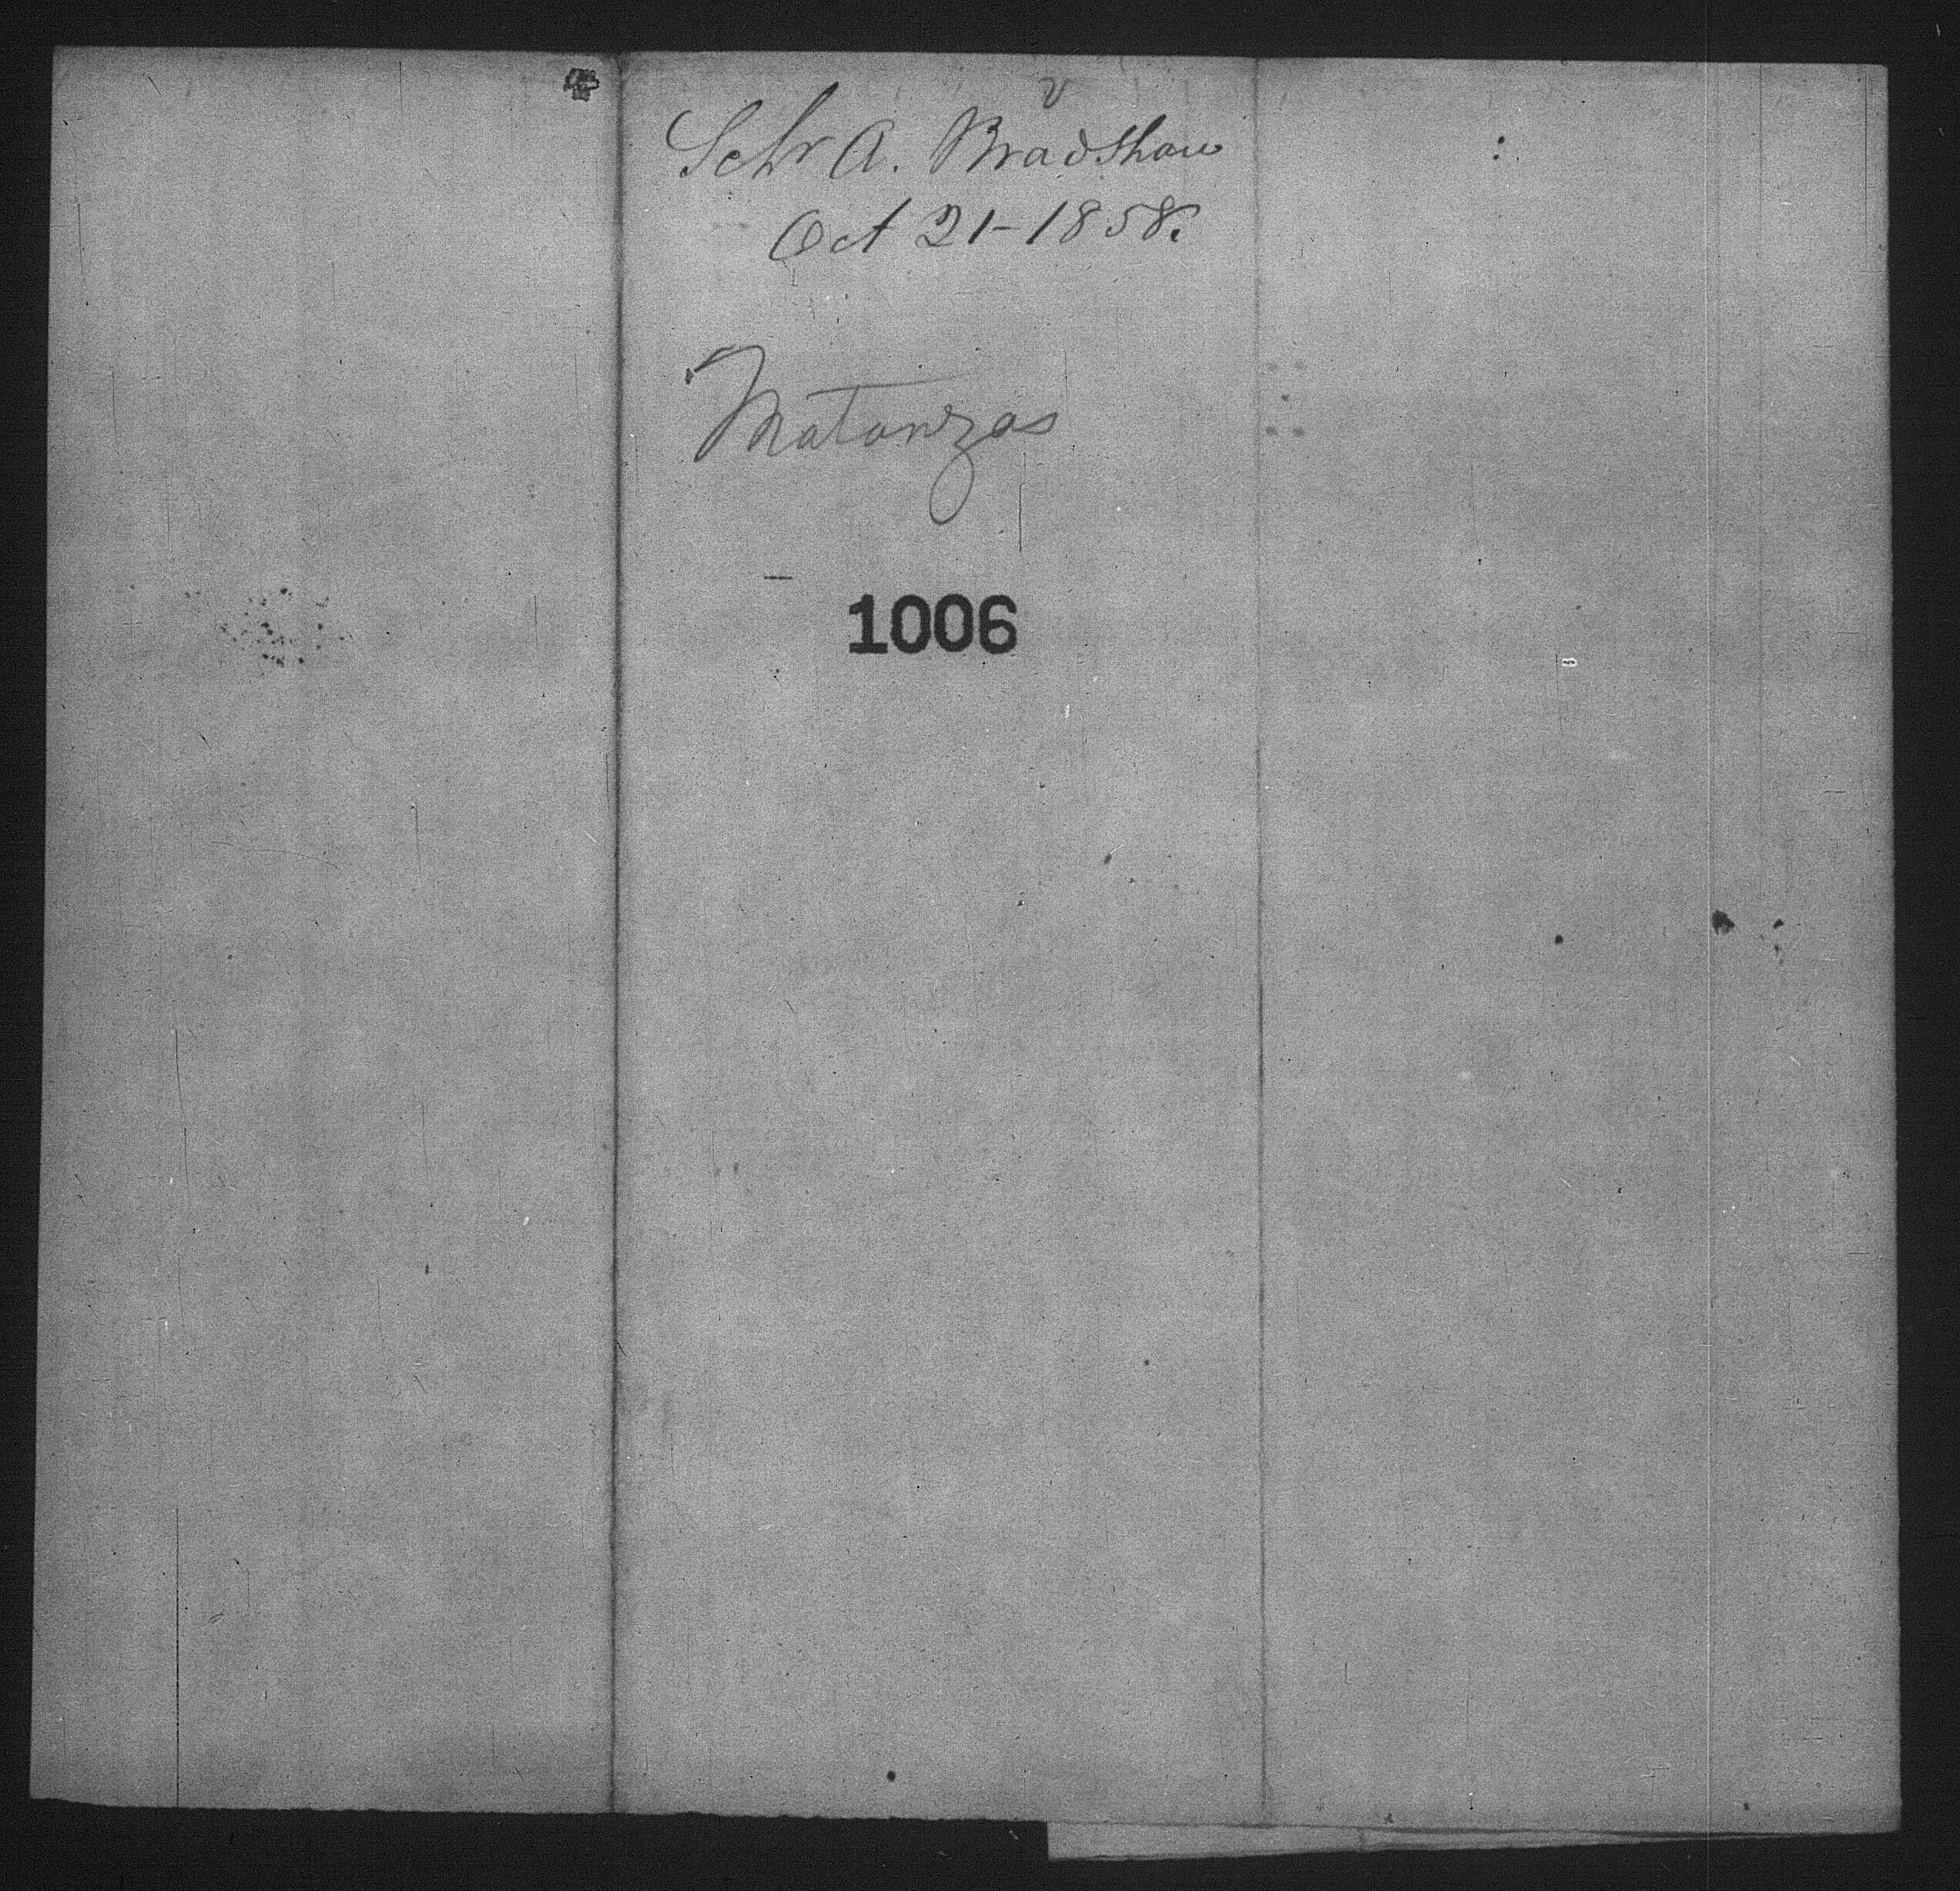 v
Schr A. Bradshaw
Oct 21-1858.
Matanzas
1006